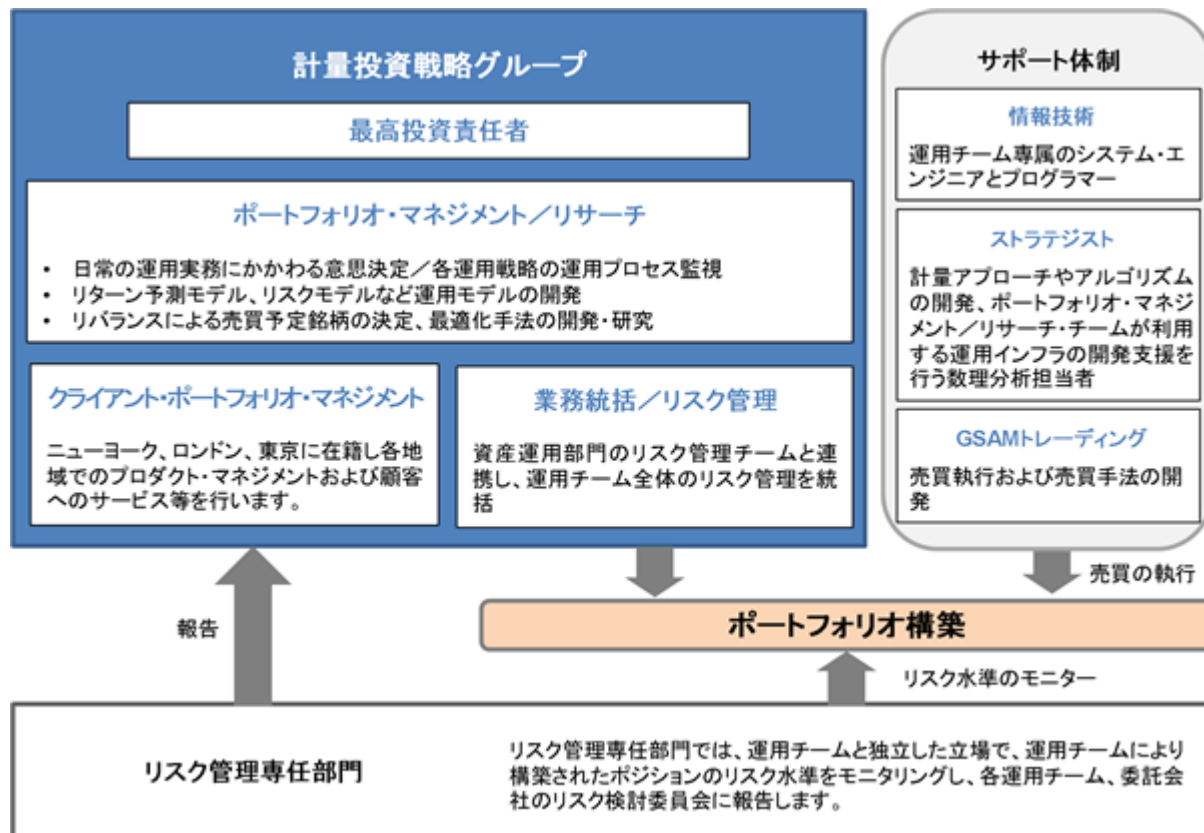 計量投資戦略グループ
最高投資責任者
ポートフォリオ・マネジメント／リサーチ
• 日常の運用実務にかかわる意思決定／各運用戦略の運用プロセス監視
• リターン予測モデル、リスクモデルなど運用モデルの開発
• リバランスによる売買予定銘柄の決定、最適化手法の開発・研究
クライアント・ポートフォリオ・マネジメント
ニューヨーク、ロンドン、東京に在籍し各地
域でのプロダクト・マネジメントおよび顧客
へのサービス等を行います。
業務統括／リスク管理
資産運用部門のリスク管理チームと連
携し、運用チーム全体のリスク管理を統
括
サポート体制
情報技術
運用チーム専属のシステム・エ
ンジニアとプログラマー
ストラテジスト
計量アプローチやアルゴリズム
の開発、ポートフォリオ・マネジ
メント／リサーチ・チームが利用
する運用インフラの開発支援を
行う数理分析担当者
GSAMトレーディング
売買執行および売買手法の開
発
売買の執行
報告
ポートフォリオ構築
リスク水準のモニター
リスク管理専任部門
リスク管理専任部門では、運用チームと独立した立場で、運用チームにより
構築されたポジションのリスク水準をモニタリングし、各運用チーム、委託会
社のリスク検討委員会に報告します。